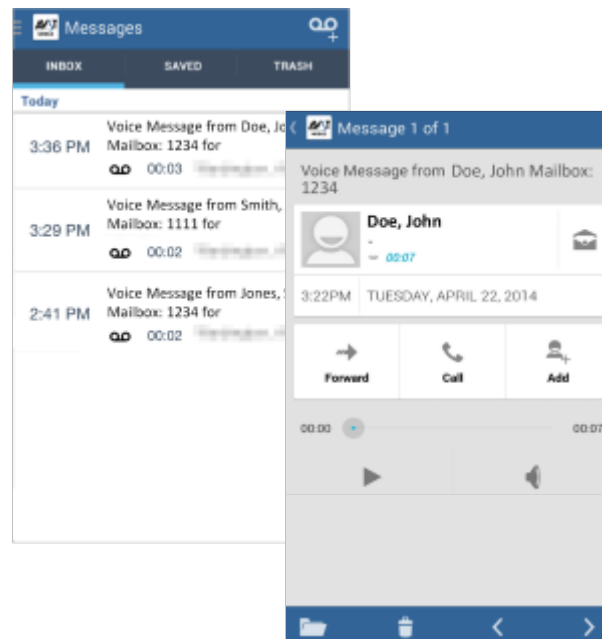 Messages
INBOX SAVED TRASH
Today
3:36 PM
Voice Message from Doe, Jo
Mailbox: 1234 for
00:03
3:29 PM
Voice Message from Smith,
Mailbox: 1111 for
00:02
2:41 PM
Voice Message from Jones,
Mailbox: 1234 for
00:02
Message 1 of 1
Voice Message from Doe, John Mailbox:
1234
Doe, John
-
00:07
3:22PM TUESDAY, APRIL 22, 2014
Forward Call Add
00:00 00:07